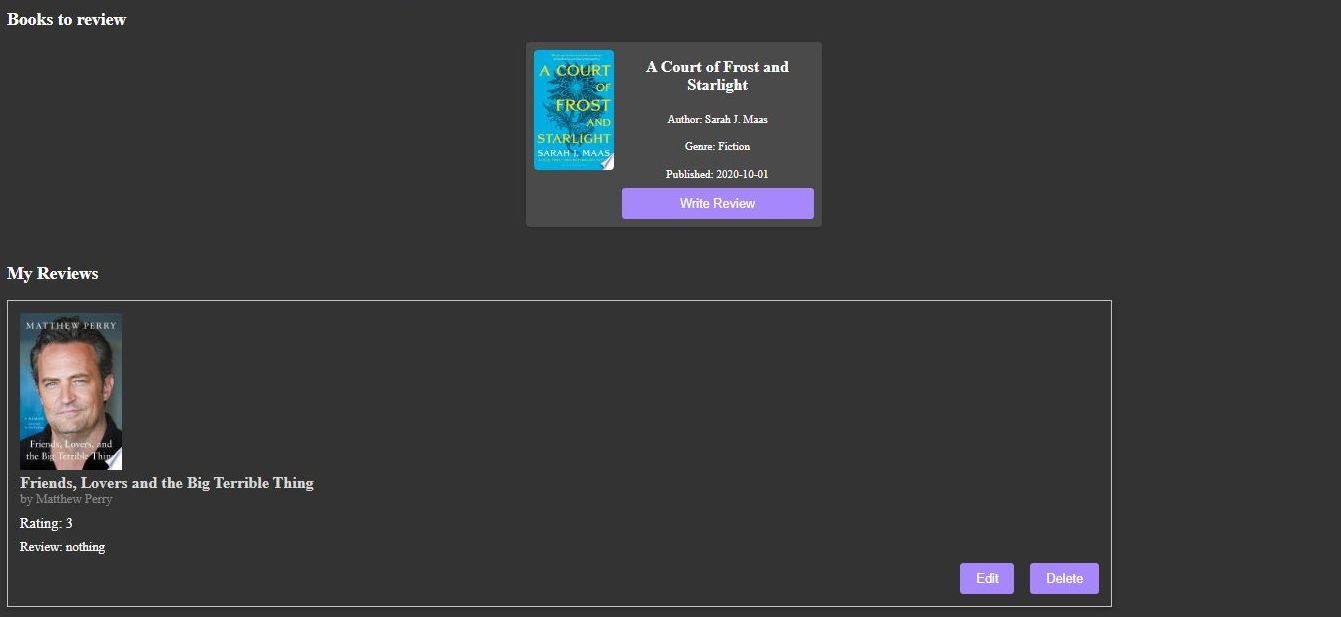 Books to review
A COURT
OF
FROST
AND
STARLIGHT
SARAH J. MAAS
A Court of Frost and
Starlight
Author: Sarah J. Maas
Genre: Fiction
Published: 2020-10-01
Write Review
My Reviews
MATTHEW PERRY
Friends, Lovers, and
the Big Terrible Thing
Friends, Lovers and the Big Terrible Thing
by Matthew Perry
Rating: 3
Review: nothing
Edit
Delete